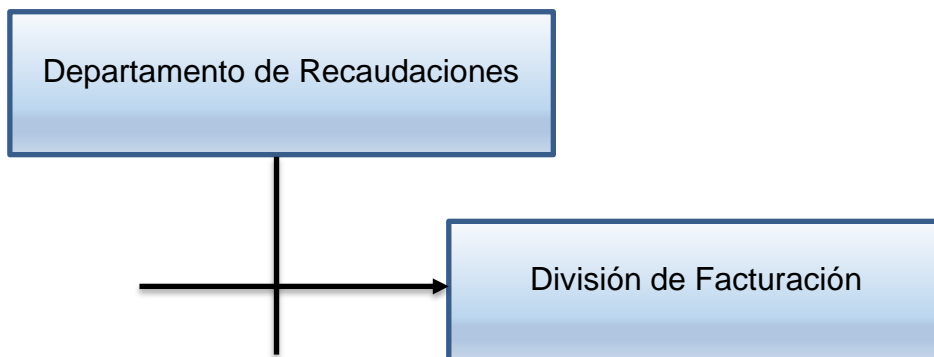 Departamento de Recaudaciones
División de Facturación